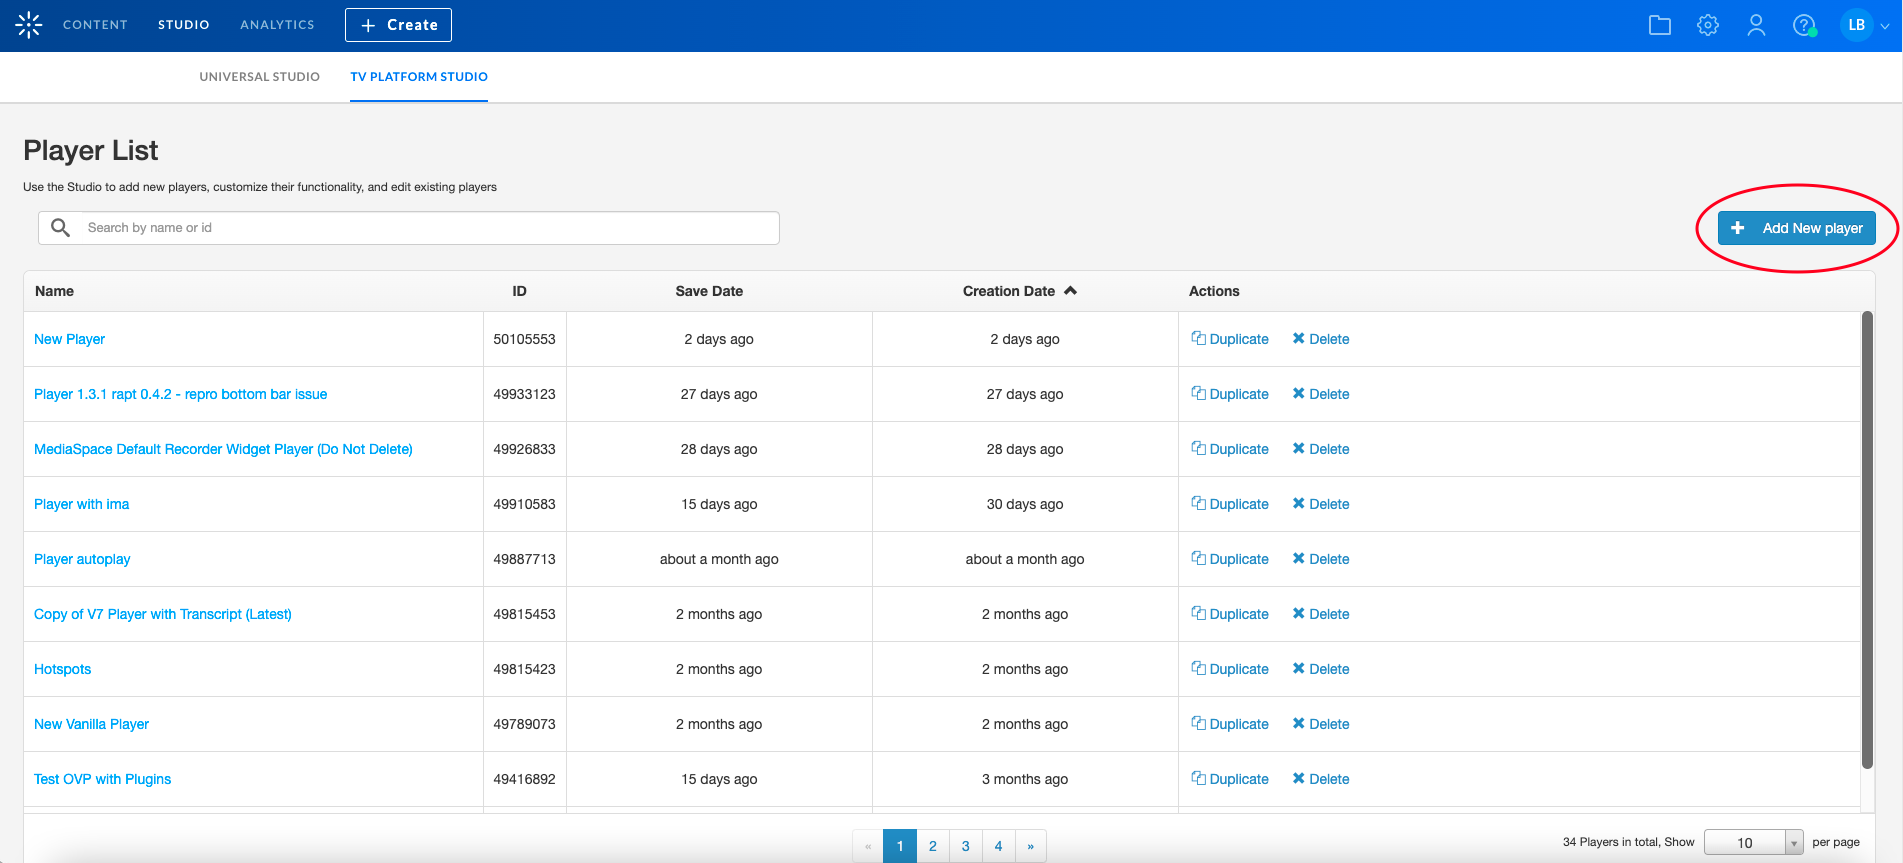 CONTENT STUDIO ANALYTICS + Create LB
UNIVERSAL STUDIO TV PLATFORM STUDIO
Player List
Use the Studio to add new players, customize their functionality, and edit existing players
Search by name or id
Add New player
Name ID Save Date Creation Date Actions
New Player 50105553 2 days ago 2 days ago Duplicate Delete
Player 1.3.1 rapt 0.4.2 - repro bottom bar issue 49933123 27 days ago 27 days ago Duplicate Delete
MediaSpace Default Recorder Widget Player (Do Not Delete) 49926833 28 days ago 28 days ago Duplicate Delete
Player with ima 49910583 15 days ago 30 days ago Duplicate Delete
Player autoplay 49887713 about a month ago about a month ago Duplicate Delete
Copy of V7 Player with Transcript (Latest) 49815453 2 months ago 2 months ago Duplicate Delete
Hotspots 49815423 2 months ago 2 months ago Duplicate Delete
New Vanilla Player 49789073 2 months ago 2 months ago Duplicate Delete
Test OVP with Plugins 49416892 15 days ago 3 months ago Duplicate Delete
« 1 2 3 4 » 34 Players in total, Show 10 per page